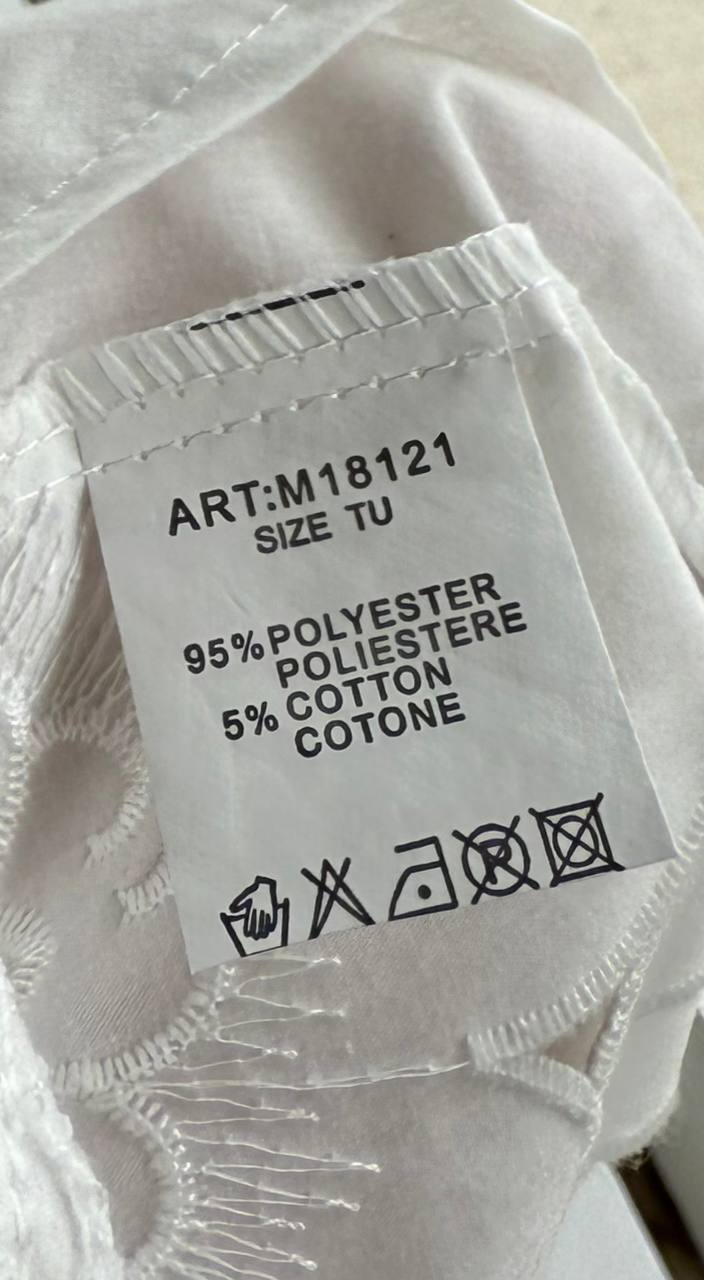 ART:M18121
SIZE TU
95% POLYESTER
POLIESTERE
5% COTTON
COTONE